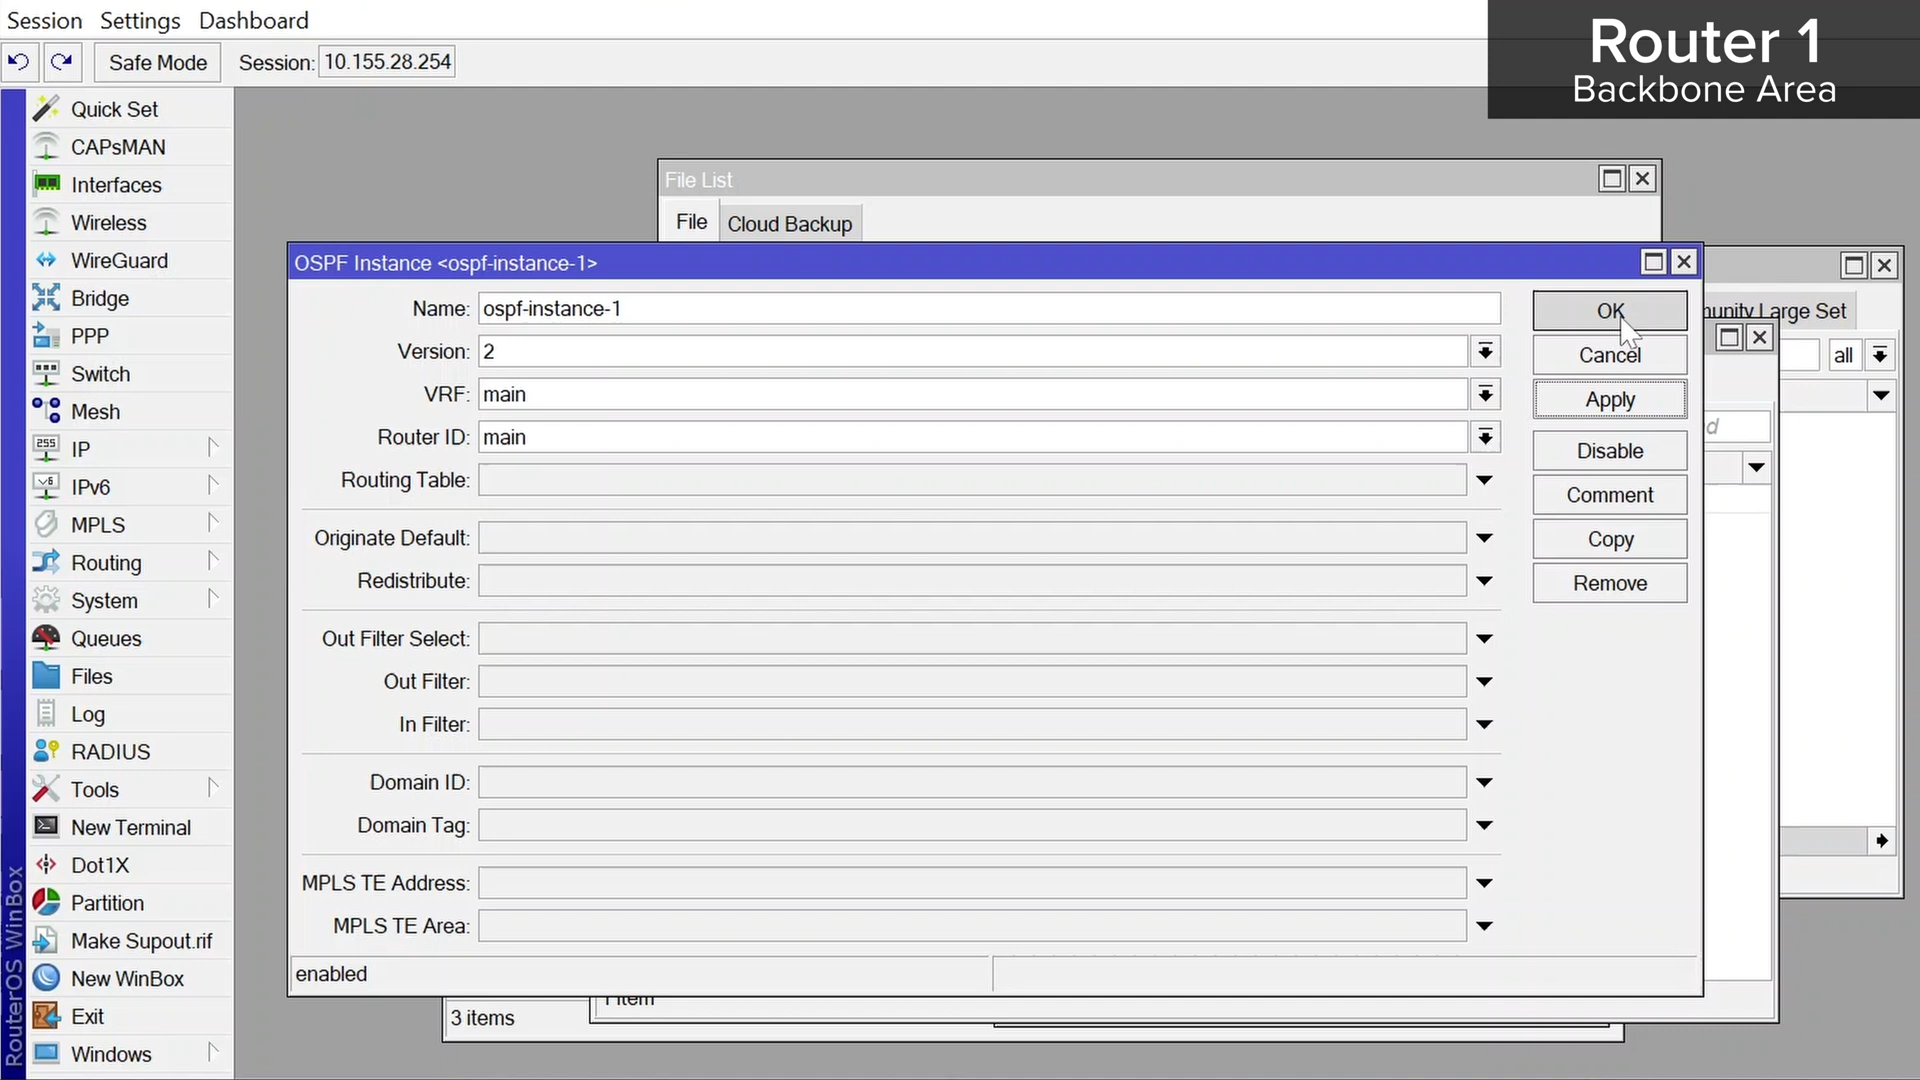 Session Settings Dashboard
Safe Mode Session: 10.155.28.254
Router 1
Backbone Area
Quick Set
CAPsMAN
Interfaces
Wireless
WireGuard
Bridge
PPP
Switch
Mesh
IP
IPv6
MPLS
Routing
System
Queues
Files
Log
RADIUS
Tools
New Terminal
Dot1X
Partition
Make Supout.rif
New WinBox
Exit
Windows
RouterOS WinBox
File List
File Cloud Backup
OSPF Instance <ospf-instance-1>
Name: ospf-instance-1
Version: 2
VRF: main
Router ID: main
Routing Table:
Originate Default:
Redistribute:
Out Filter Select:
Out Filter:
In Filter:
Domain ID:
Domain Tag:
MPLS TE Address:
MPLS TE Area:
enabled
OK
Cancel
Apply
Disable
Comment
Copy
Remove
Large Set
all
1 item
3 items